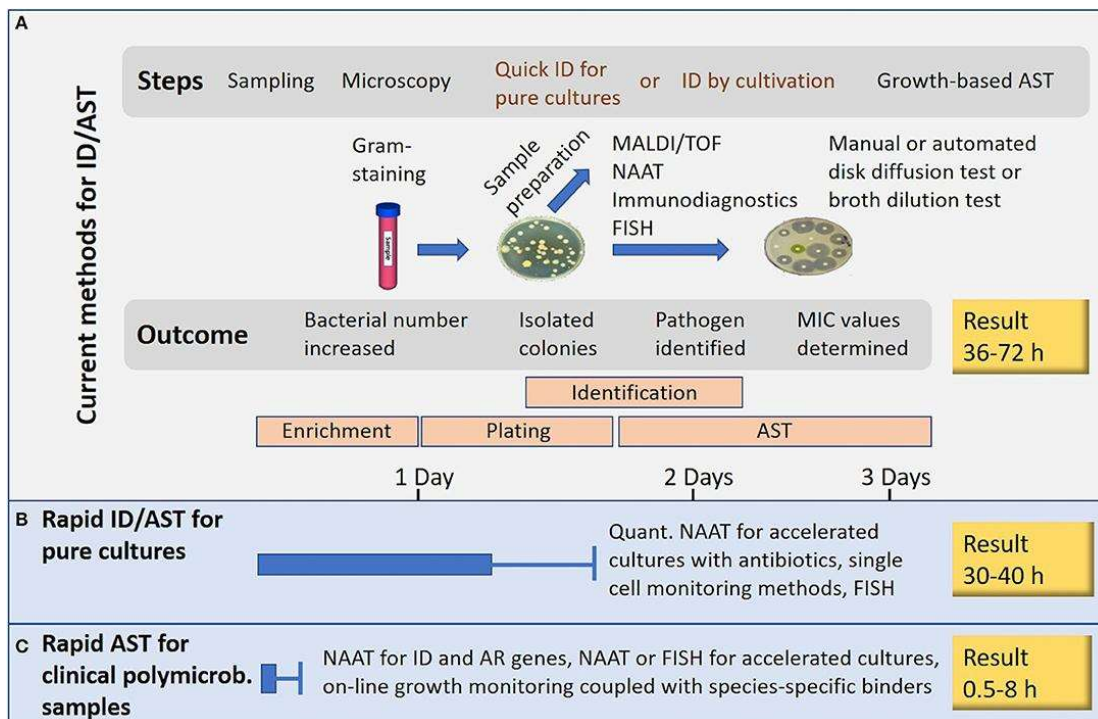 A
Current methods for ID/AST
Steps Sampling Microscopy Quick ID for pure cultures or ID by cultivation Growth-based AST
Gram-
staining
Sample
preparation
MALDI/TOF
NAAT
Immunodiagnostics
FISH
Manual or automated
disk diffusion test or
broth dilution test
Sample
Outcome
Bacterial number
increased
Isolated
colonies
Pathogen
identified
MIC values
determined
Result
36-72 h
Identification
Enrichment Plating AST
1 Day 2 Days 3 Days
B Rapid ID/AST for
pure cultures
Quant. NAAT for accelerated
cultures with antibiotics, single
cell monitoring methods, FISH
Result
30-40 h
C Rapid AST for
clinical polymicrob.
samples
NAAT for ID and AR genes, NAAT or FISH for accelerated cultures,
on-line growth monitoring coupled with species-specific binders
Result
0.5-8 h